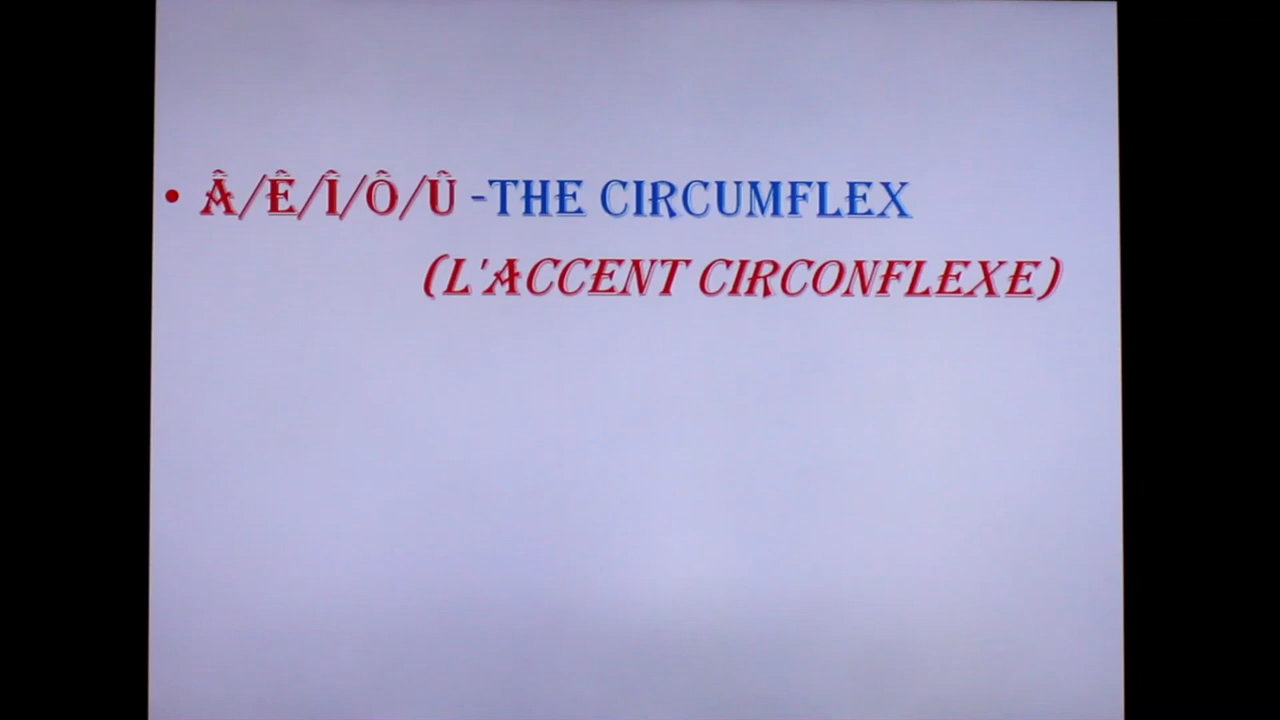 • Â/Ê/Î/Ô/Û -THE CIRCUMFLEX
(L'ACCENT CIRCONFLEXE)